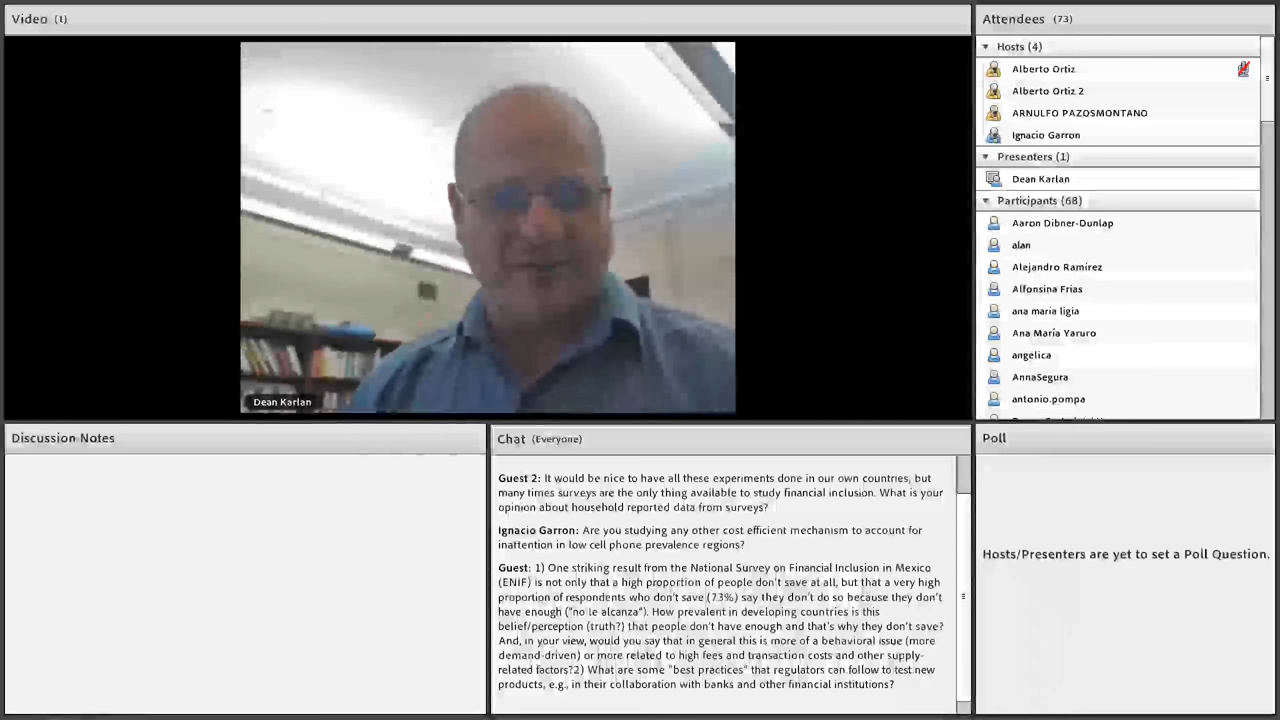 Video (1)
Dean Karlan
Attendees (73)
Hosts (4)
Alberto Ortiz
Alberto Ortiz 2
ARNULFO PAZOSMONTANO
Ignacio Garron
Presenters (1)
Dean Karlan
Participants (68)
Aaron Dibner-Dunlap
alan
Alejandro Ramírez
Alfonsina Frias
ana maria ligia
Ana María Yaruro
angelica
AnnaSegura
antonio.pompa
Discussion Notes
Chat (Everyone)
Guest 2: It would be nice to have all these experiments done in our own countries, but
many times surveys are the only thing available to study financial inclusion. What is your
opinion about household reported data from surveys?
Ignacio Garron: Are you studying any other cost efficient mechanism to account for
inattention in low cell phone prevalence regions?
Guest: 1) One striking result from the National Survey on Financial Inclusion in Mexico
(ENIF) is not only that a high proportion of people don't save at all, but that a very high
proportion of respondents who don't save (73%) say they don't do so because they don't
have enough ("no le alcanza"). How prevalent in developing countries is this
belief/perception (truth?) that people don't have enough and that's why they don't save?
And, in your view, would you say that in general this is more of a behavioral issue (more
demand-driven) or more related to high fees and transaction costs and other supply-
related factors?2) What are some "best practices" that regulators can follow to test new
products, e.g., in their collaboration with banks and other financial institutions?
Poll
Hosts/Presenters are yet to set a Poll Question.